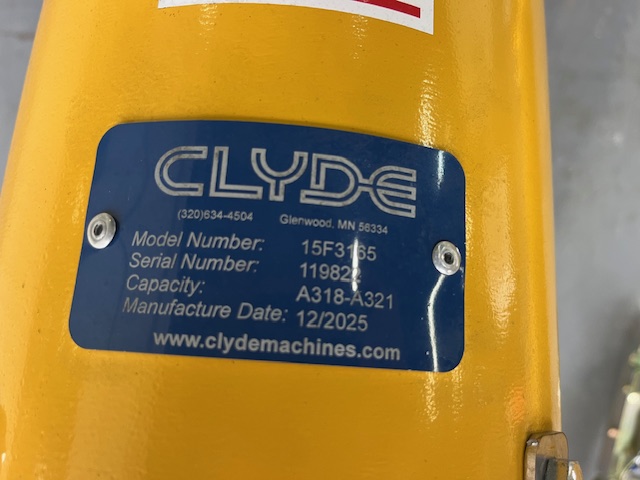 CLYDE
(320)634-4504 Glenwood, MN 56334
Model Number: 15F3165
Serial Number: 119822
Capacity: A318-A321
Manufacture Date: 12/2025
www.clydemachines.com